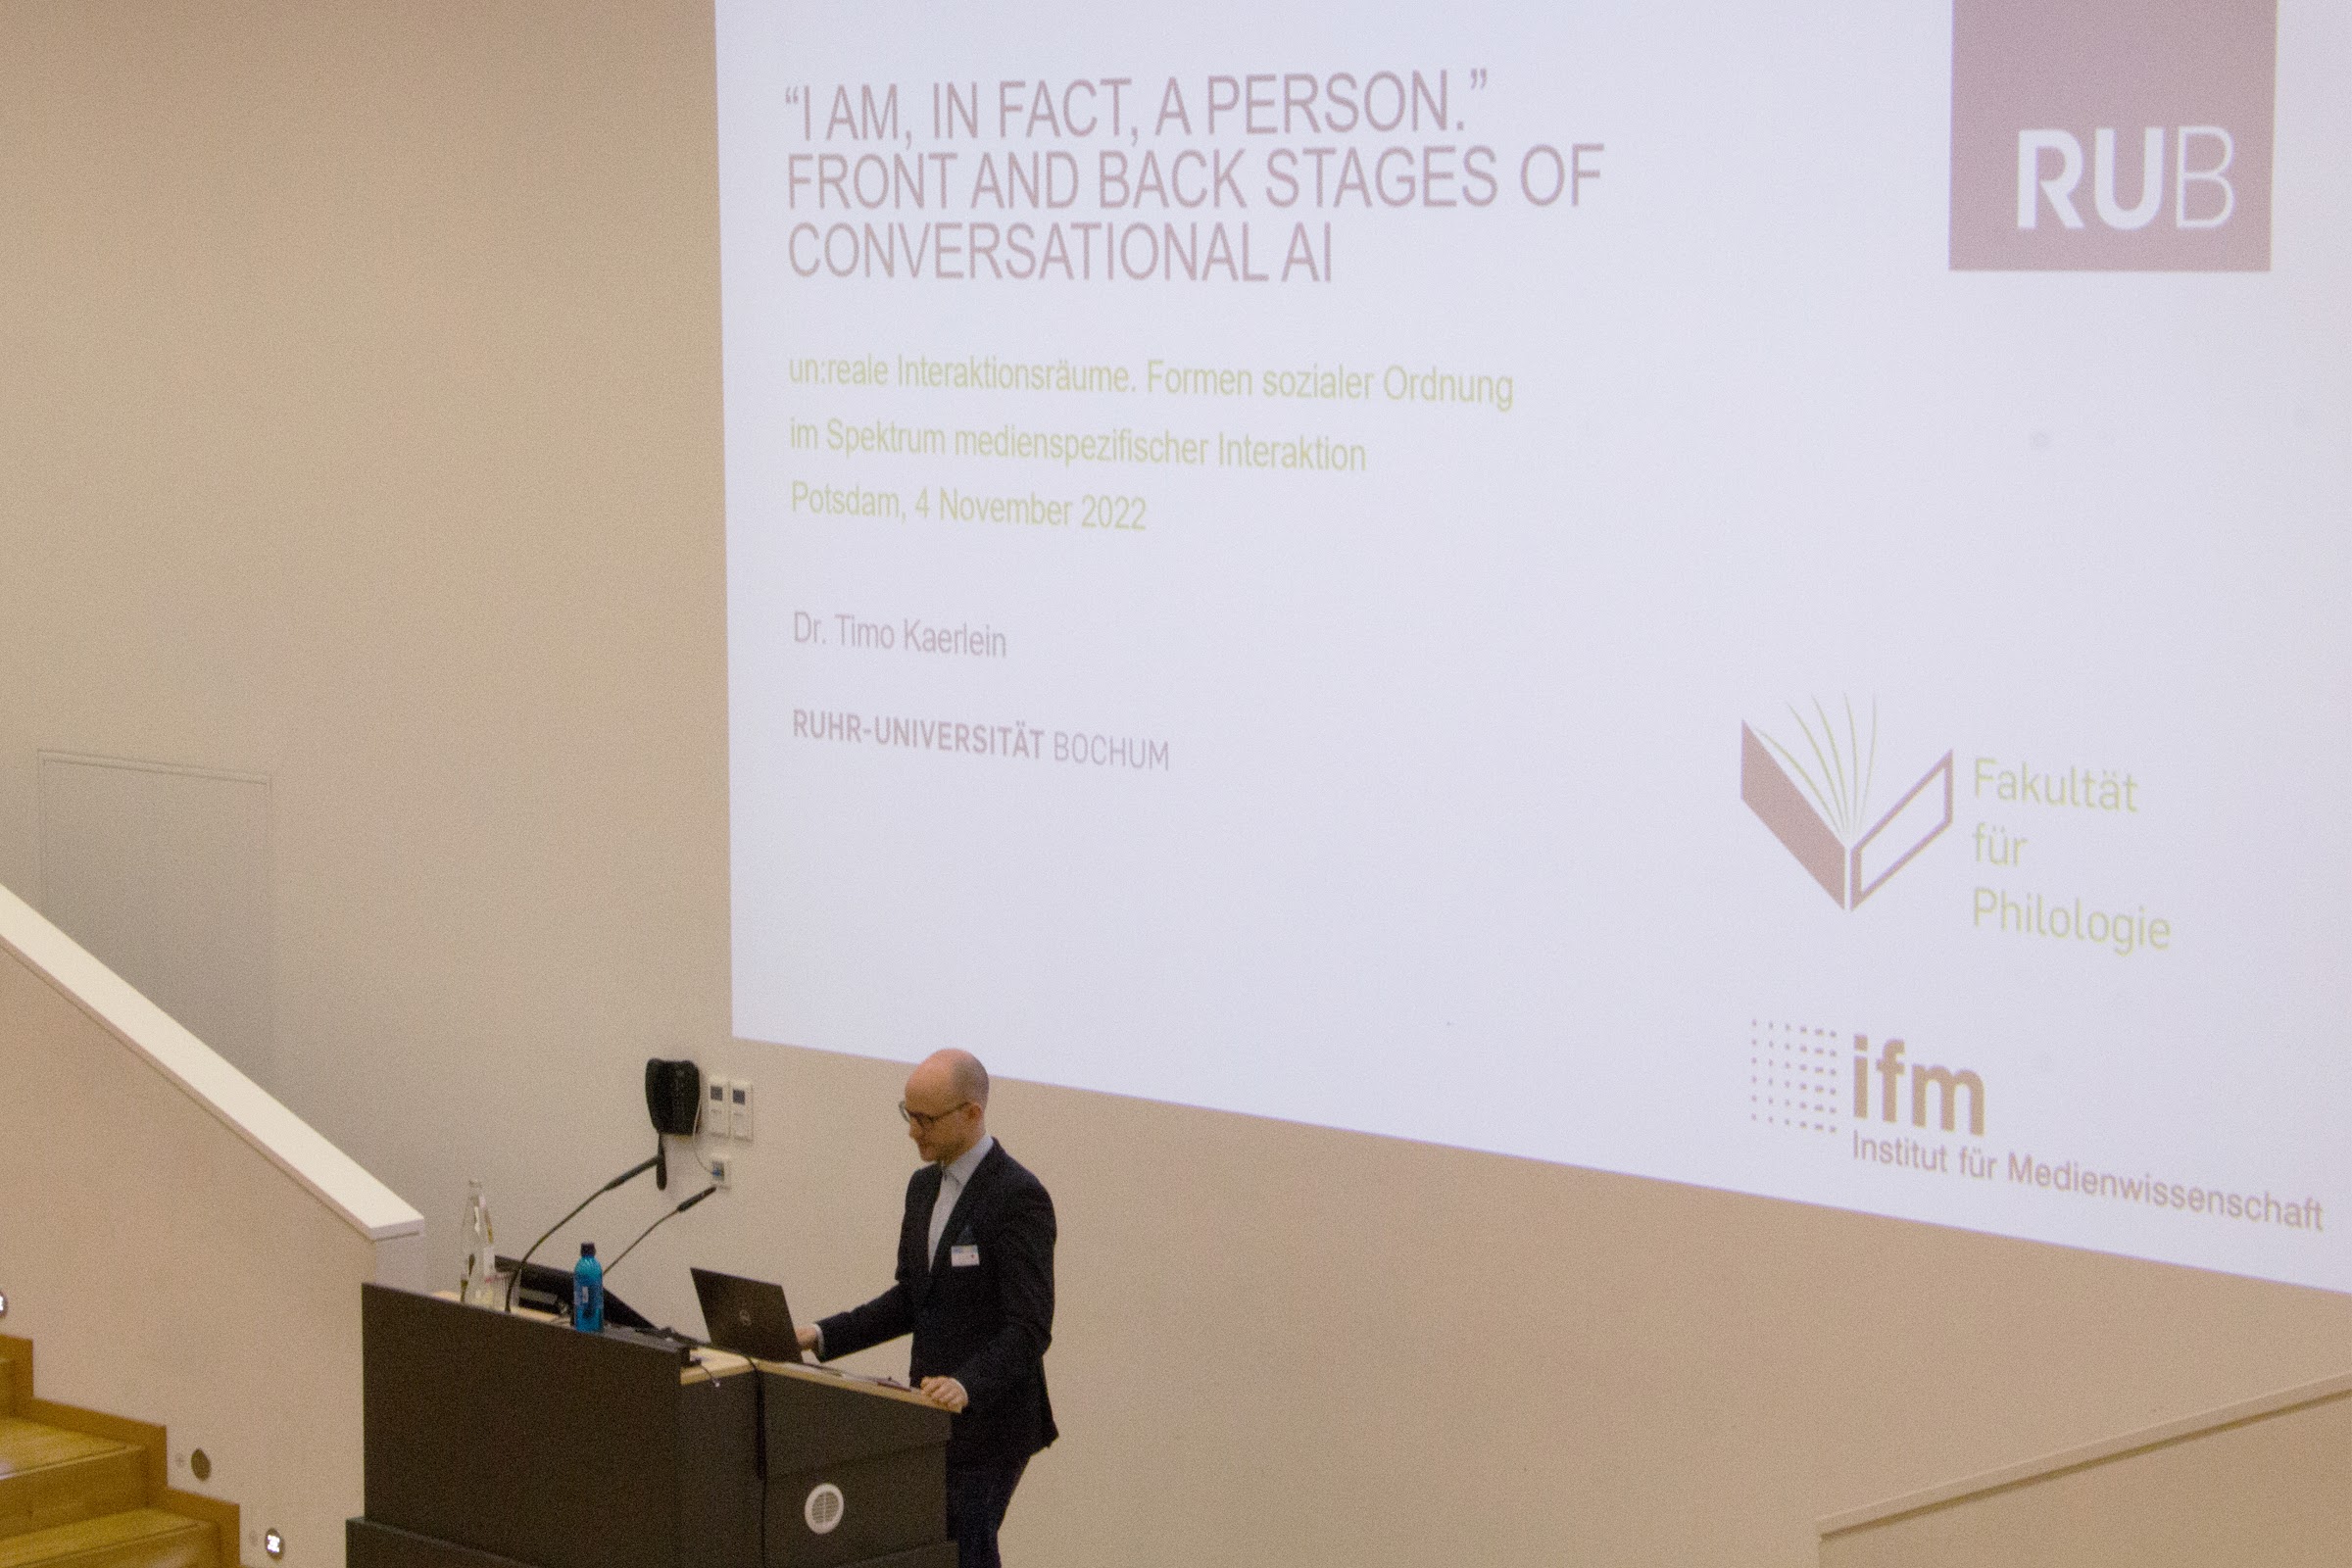 “I AM, IN FACT, A PERSON.”
FRONT AND BACK STAGES OF
CONVERSATIONAL AI
RUB
un:reale Interaktionsräume. Formen sozialer Ordnung
im Spektrum medienspezifischer Interaktion
Potsdam, 4 November 2022
Dr. Timo Kaerlein
RUHR-UNIVERSITÄT BOCHUM
Fakultät
für
Philologie
ifm
Institut für Medienwissenschaft